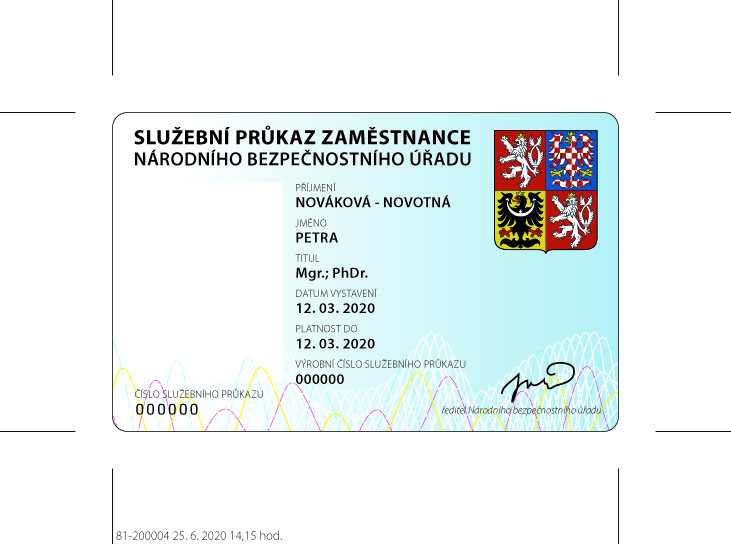 SLUŽEBNÍ PRŮKAZ ZAMĚSTNANCE
NÁRODNÍHO BEZPEČNOSTNÍHO ÚŘADU
PŘÍJMENÍ
NOVÁKOVÁ - NOVOTNÁ
JMÉNO
PETRA
TITUL
Mgr.; PhDr.
DATUM VYSTAVENÍ
12. 03. 2020
PLATNOST DO
12. 03. 2020
VÝROBNÍ ČÍSLO SLUŽEBNÍHO PRŮKAZU
000000
ČÍSLO SLUŽEBNÍHO PRŮKAZU
000000
ředitel Národního bezpečnostního úřadu
81-200004 25. 6. 2020 14,15 hod.